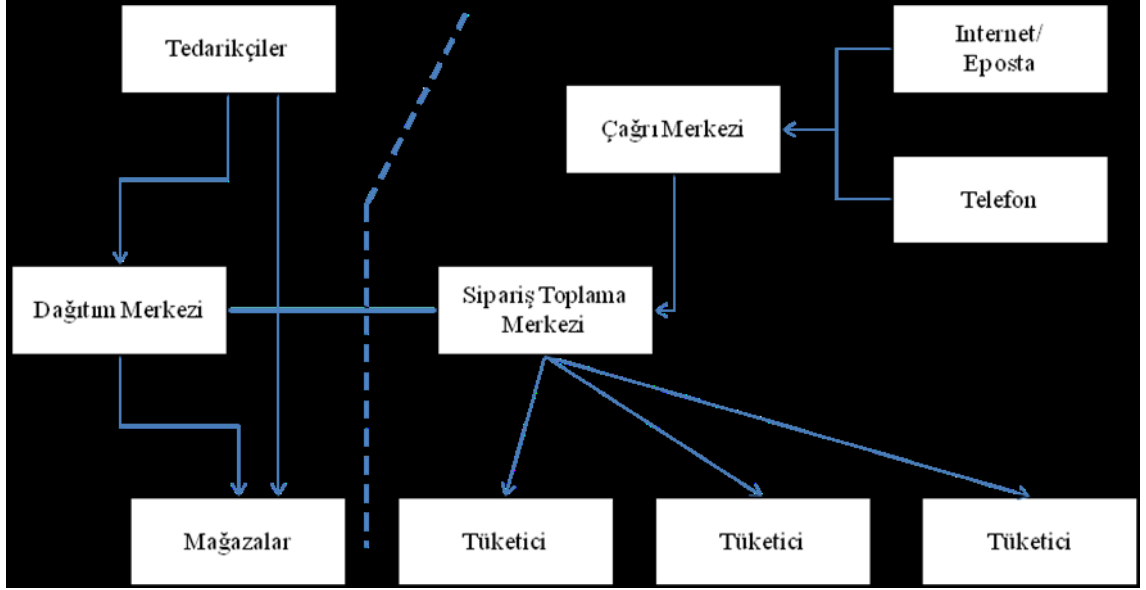 Tedarikçiler
Internet/
Eposta
Çağrı Merkezi
Telefon
Dağıtım Merkezi
Sipariş Toplama
Merkezi
Mağazalar
Tüketici
Tüketici
Tüketici